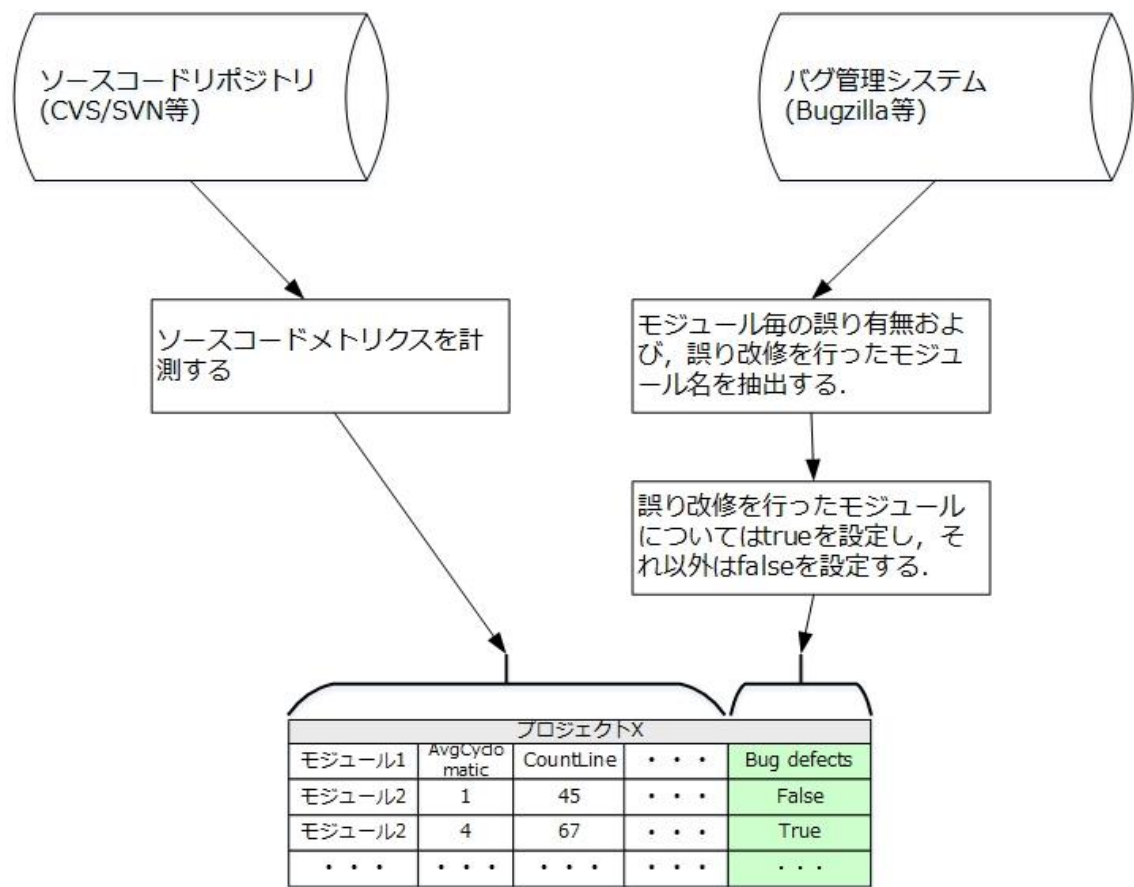 ソースコードリポジトリ
(CVS/SVN等)
バグ管理システム
(Bugzilla等)
ソースコードメトリクスを計
測する
モジュール毎の誤り有無およ
び，誤り改修を行ったモジュ
ール名を抽出する．
誤り改修を行ったモジュール
についてはtrueを設定し，そ
れ以外はfalseを設定する．
プロジェクトX
モジュール1 AvgCyclo
matic CountLine ・・・ Bug defects
モジュール2 1 45 ・・・ False
モジュール2 4 67 ・・・ True
・・・ ・・・ ・・・ ・・・ ・・・